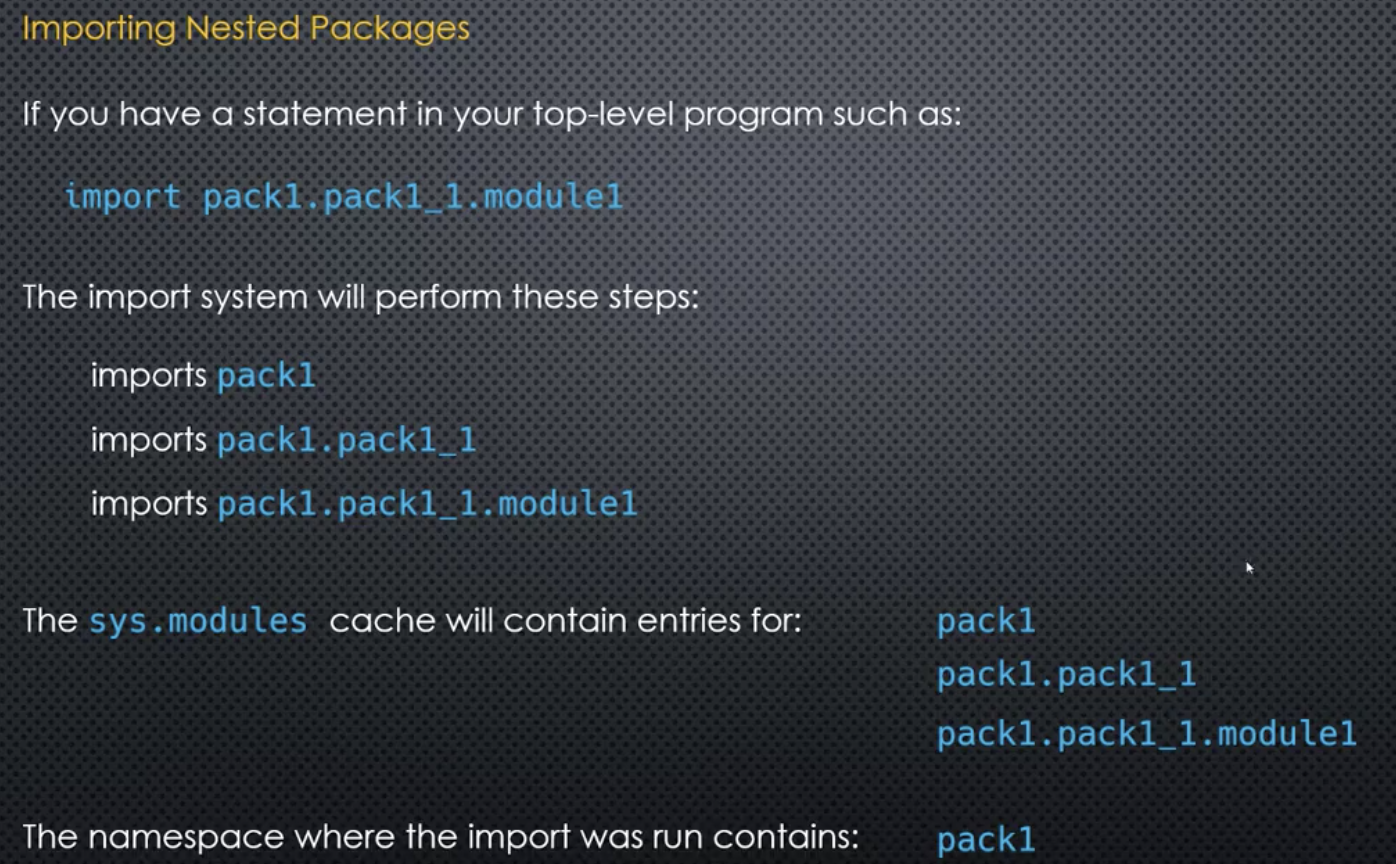 Importing Nested Packages
If you have a statement in your top-level program such as:
import pack1.pack1_1.module1
The import system will perform these steps:
imports pack1
imports pack1.pack1_1
imports pack1.pack1_1.module1
The sys.modules cache will contain entries for: pack1
pack1.pack1_1
pack1.pack1_1.module1
The namespace where the import was run contains: pack1